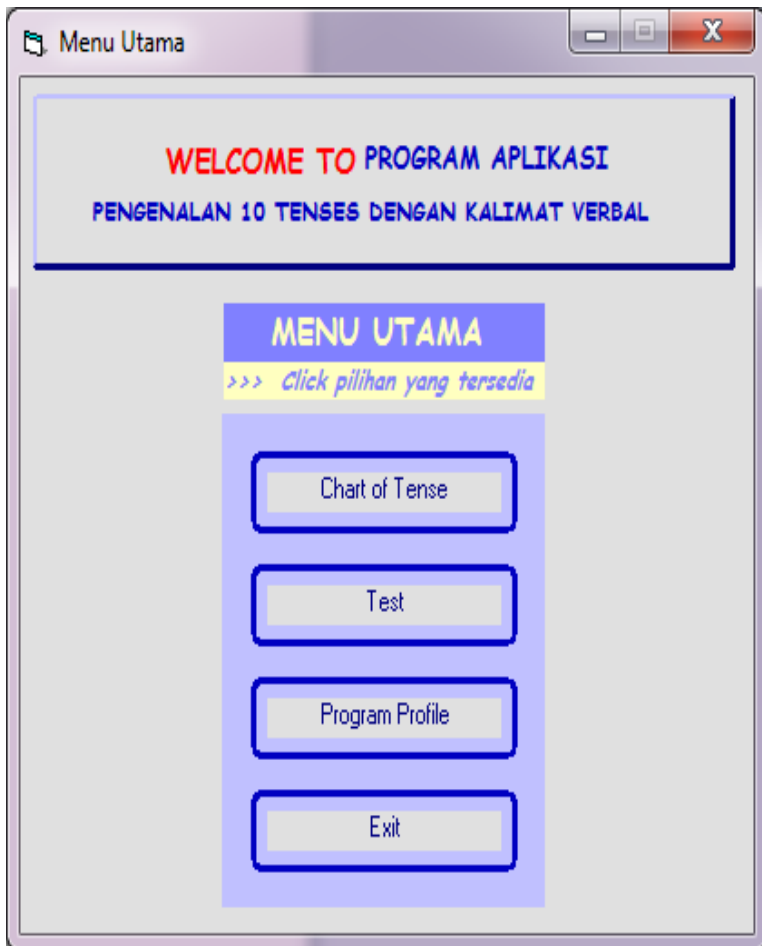 Menu Utama
WELCOME TO PROGRAM APLIKASI
PENGENALAN 10 TENSES DENGAN KALIMAT VERBAL
MENU UTAMA
>>> Click pilihan yang tersedia
Chart of Tense
Test
Program Profile
Exit